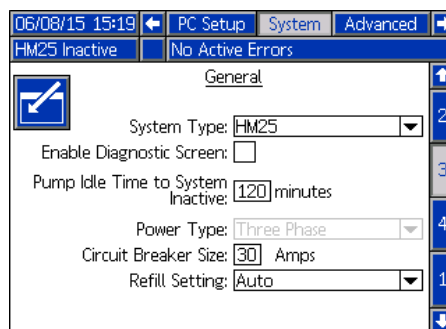 06/08/15 15:19 PC Setup System Advanced
HM25 Inactive No Active Errors
General
System Type: HM25
Enable Diagnostic Screen:
Pump Idle Time to System Inactive: 120 minutes
Power Type: Three Phase
Circuit Breaker Size: 30 Amps
Refill Setting: Auto
2
3
4
1